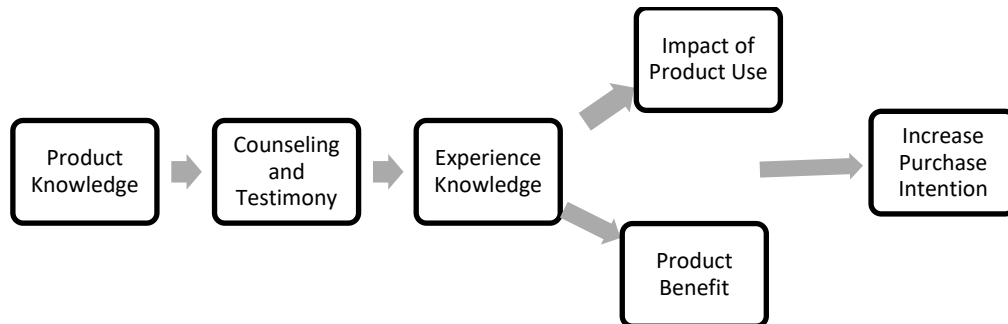 Product
Knowledge
Counseling
and
Testimony
Experience
Knowledge
Impact of
Product Use
Product
Benefit
Increase
Purchase
Intention